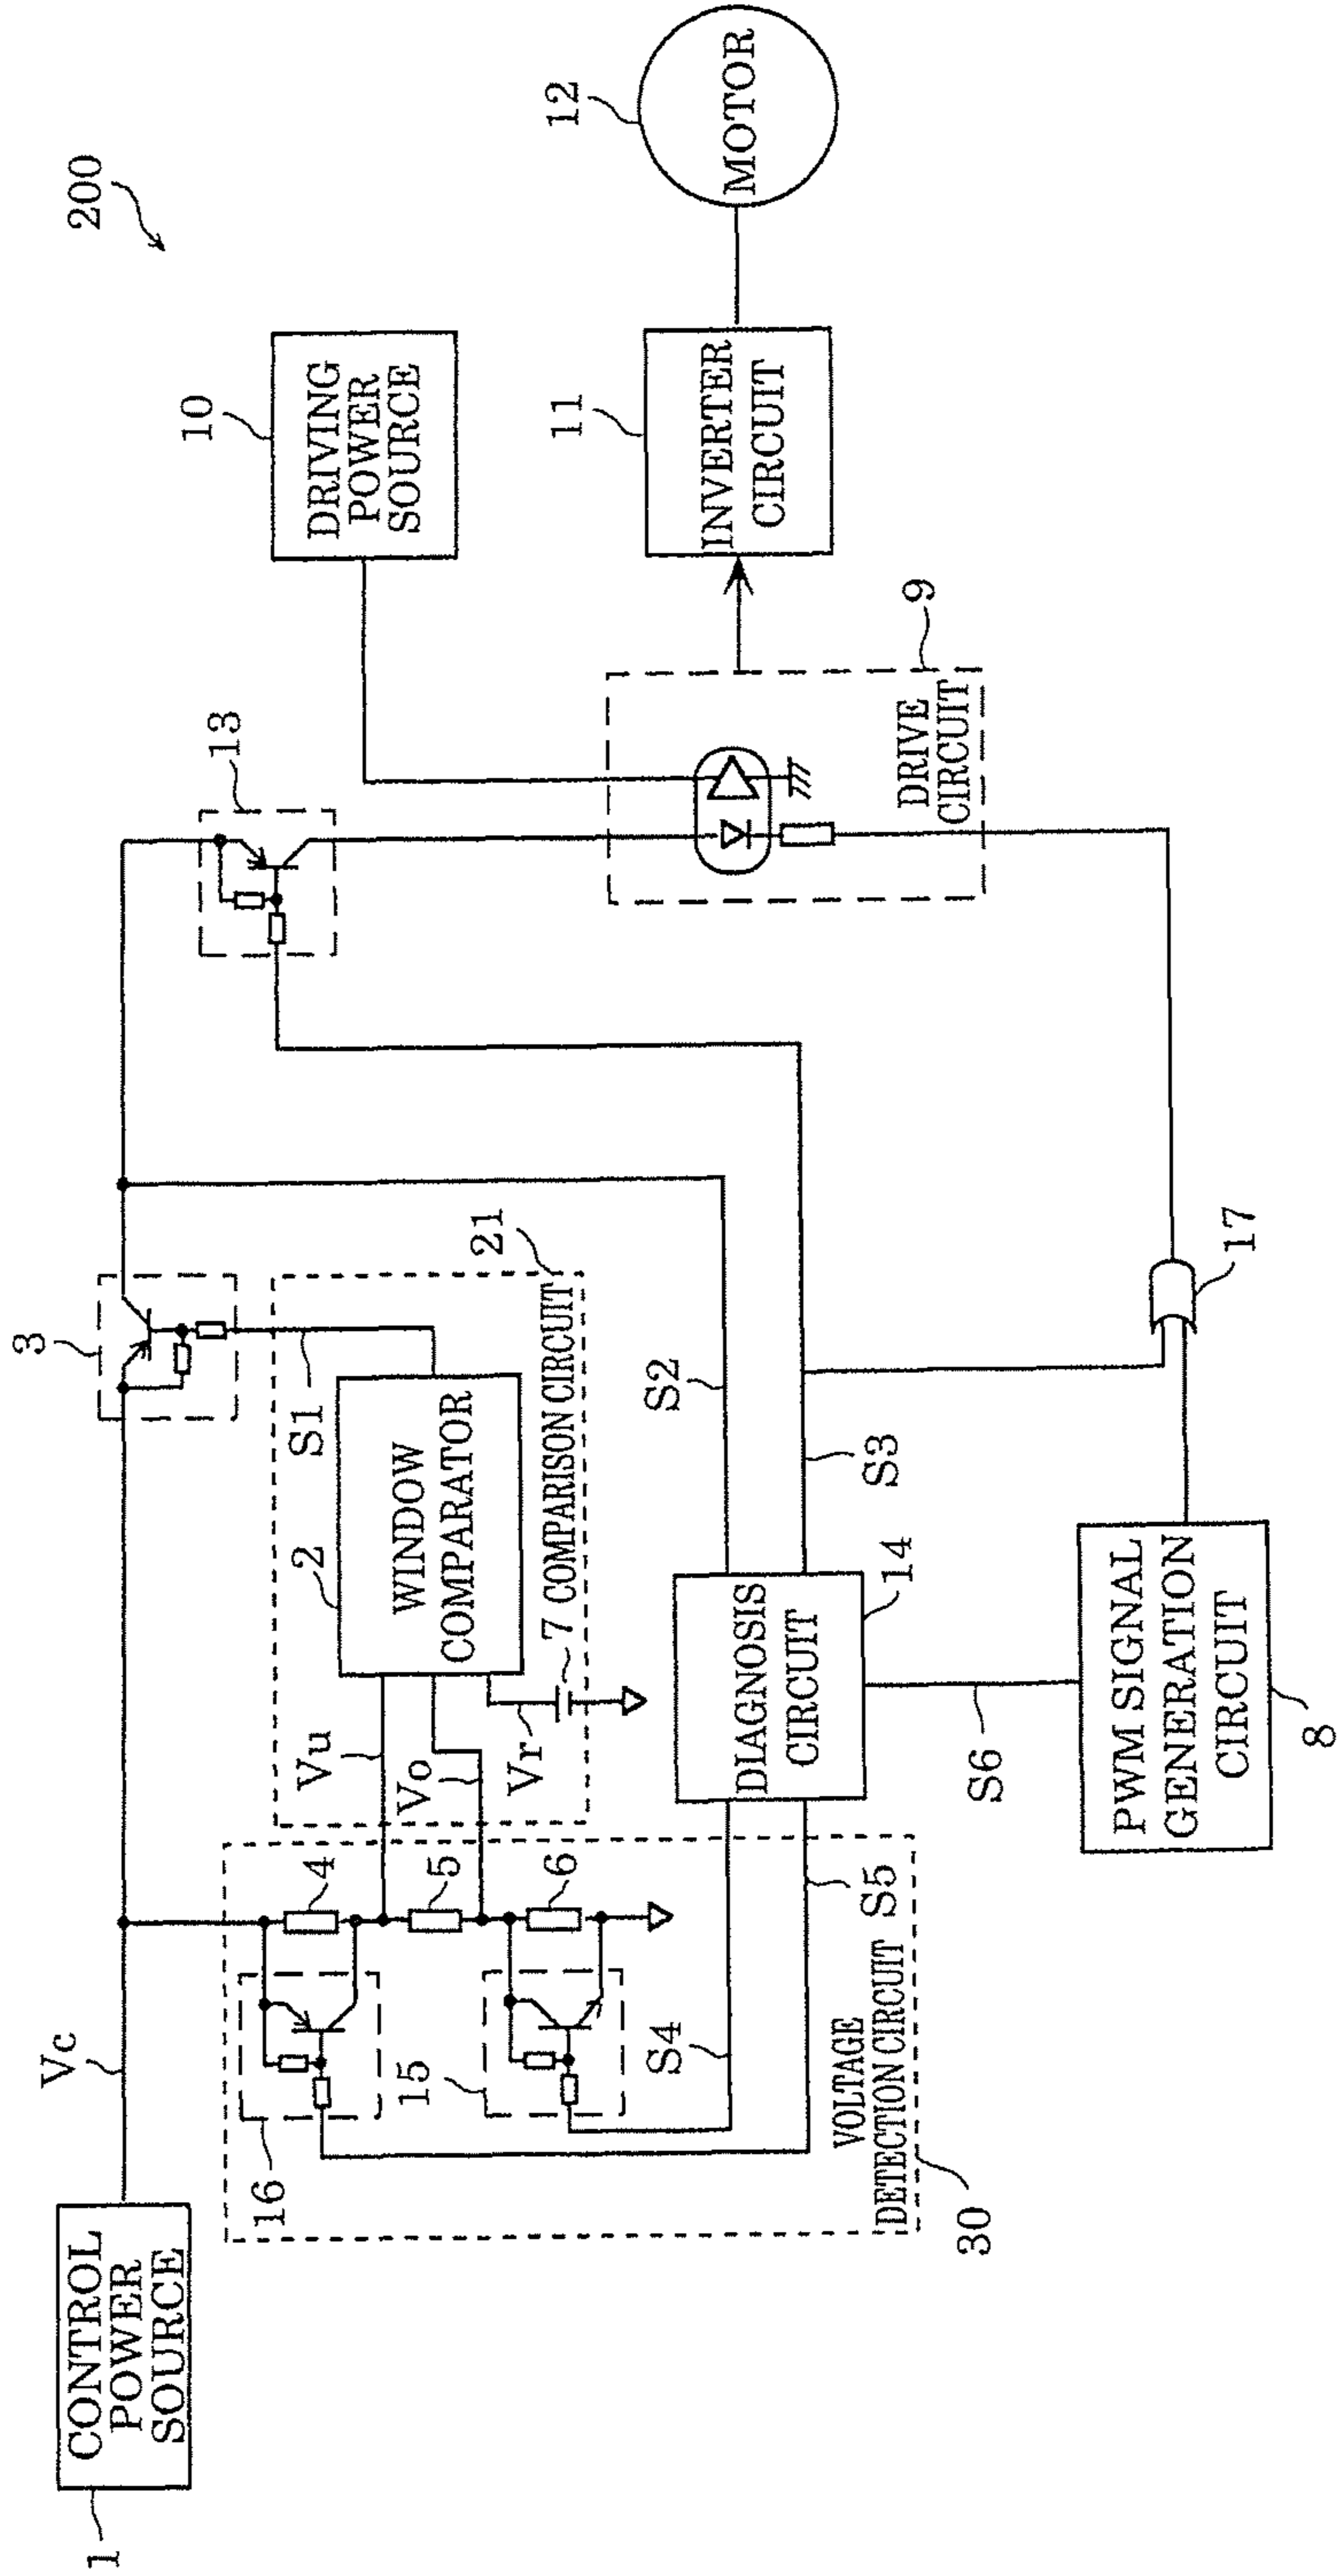 200
1
CONTROL
POWER
SOURCE
Vc
3
13
10
DRIVING
POWER
SOURCE
12
MOTOR
11
INVERTER
CIRCUIT
9
DRIVE
CIRCUIT
16
15
4
5
6
Vu
Vo
Vr
S1
2
WINDOW
COMPARATOR
7
COMPARISON CIRCUIT
21
S2
S3
S4
S5
VOLTAGE
DETECTION CIRCUIT
30
DIAGNOSIS
CIRCUIT
14
S6
PWM SIGNAL
GENERATION
CIRCUIT
8
17